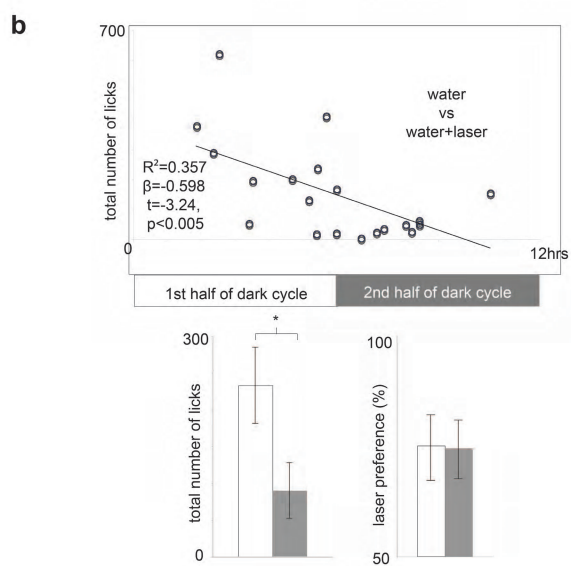 b
700
total number of licks
water
vs
water+laser
R²=0.357
β=-0.598
t=-3.24,
p<0.005
0
12hrs
1st half of dark cycle
2nd half of dark cycle
*
300
total number of licks
0
100
laser preference (%)
50